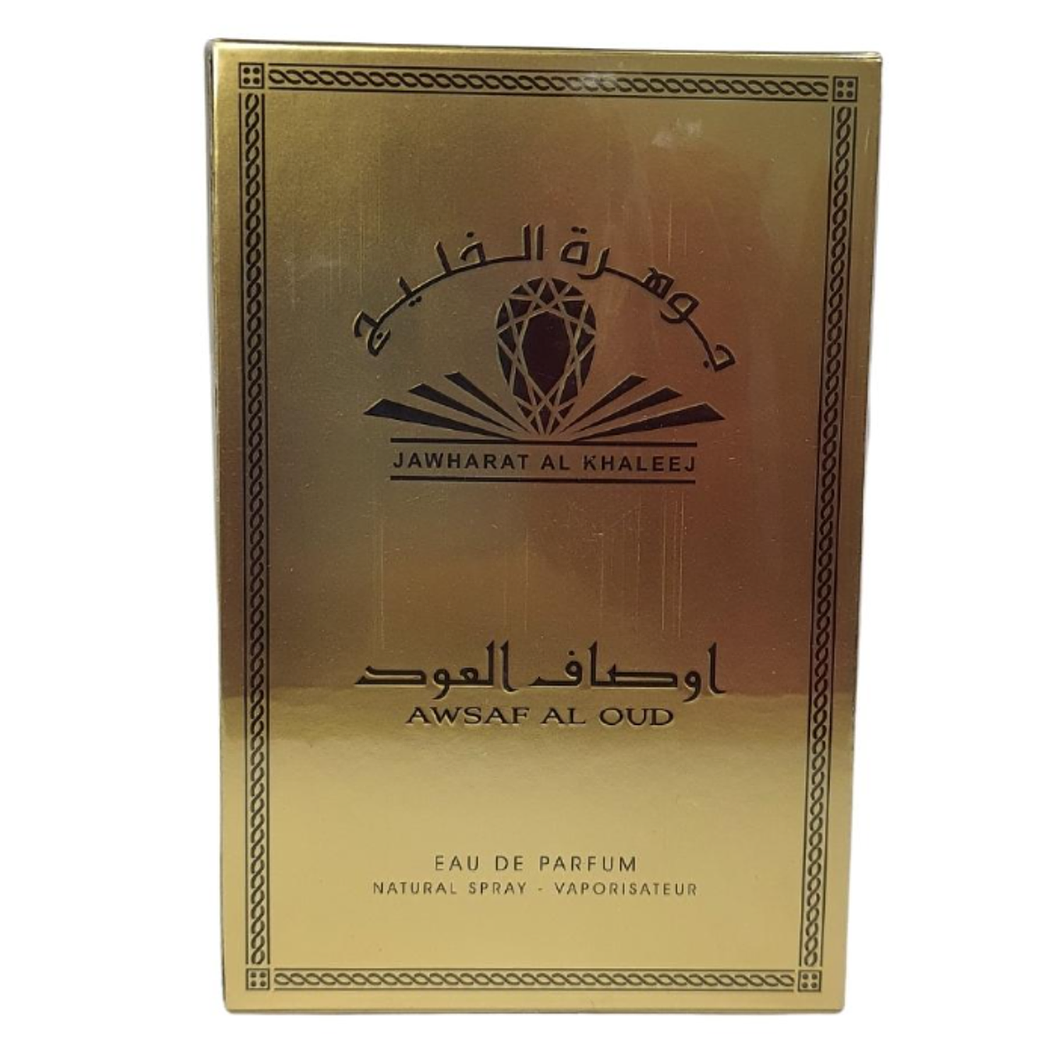 جوهرة الخليج
JAWHARAT AL KHALEEJ
اوصاف العود
AWSAF AL OUD
EAU DE PARFUM
NATURAL SPRAY - VAPORISATEUR